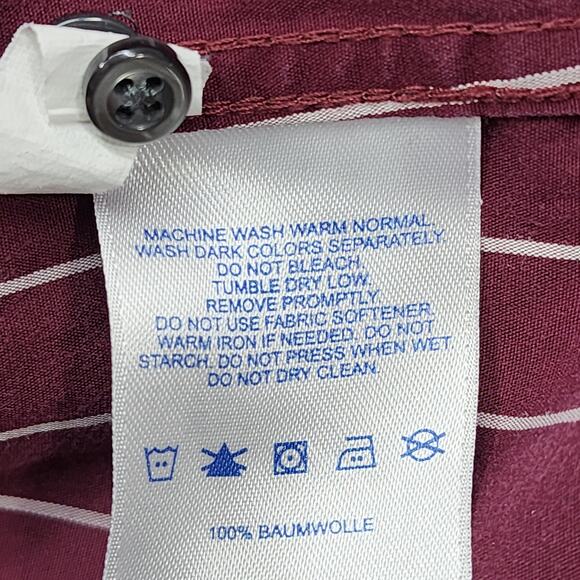 MACHINE WASH WARM NORMAL.
WASH DARK COLORS SEPARATELY.
DO NOT BLEACH.
TUMBLE DRY LOW.
REMOVE PROMPTLY.
DO NOT USE FABRIC SOFTENER.
WARM IRON IF NEEDED. DO NOT
STARCH. DO NOT PRESS WHEN WET
DO NOT DRY CLEAN.
100% BAUMWOLLE